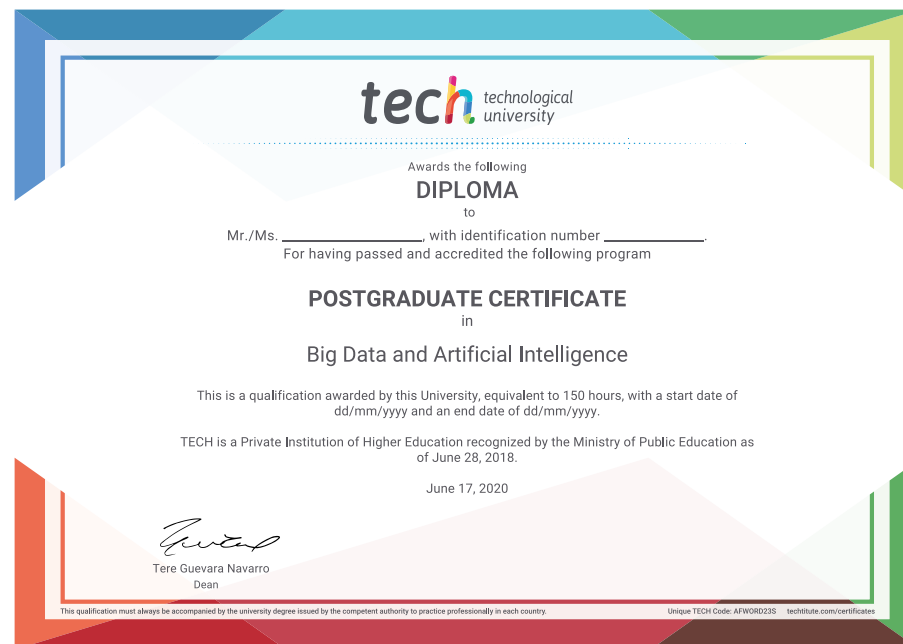 tech technological
university
Awards the following
DIPLOMA
to
Mr./Ms. ____________________, with identification number ______________.
For having passed and accredited the following program
POSTGRADUATE CERTIFICATE
in
Big Data and Artificial Intelligence
This is a qualification awarded by this University, equivalent to 150 hours, with a start date of
dd/mm/yyyy and an end date of dd/mm/yyyy.
TECH is a Private Institution of Higher Education recognized by the Ministry of Public Education as
of June 28, 2018.
June 17, 2020
Tere Guevara Navarro
Dean
This qualification must always be accompanied by the university degree issued by the competent authority to practice professionally in each country. Unique TECH Code: AFWORD23S techtitute.com/certificates